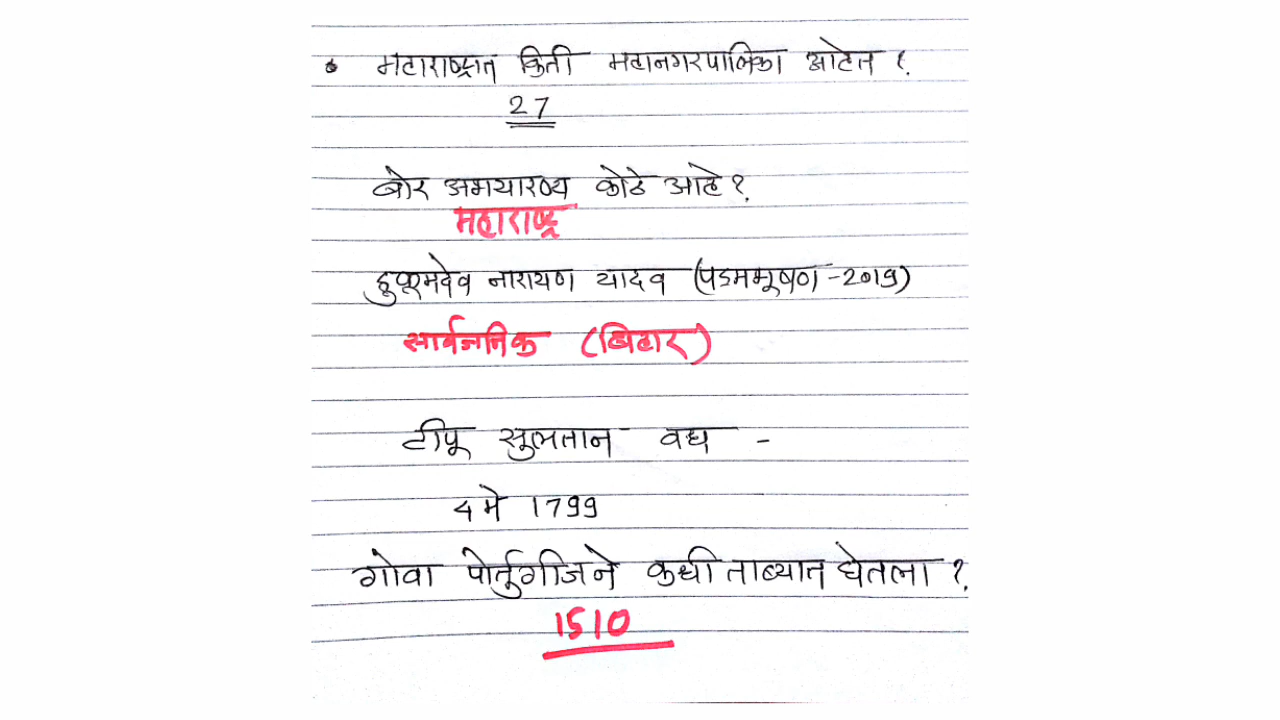 • महाराष्ट्रात किती महानगरपालिका आहेत ?
27
बोर अभयारण्य कोठे आहे ?
महाराष्ट्र
हुकूमदेव नारायण यादव (पद्मभूषण - 2019)
सार्वजनिक (बिहार)
टीपू सुलतान वध -
4 मे 1799
गोवा पोर्तुगीजने कधी ताब्यात घेतला ?
1510